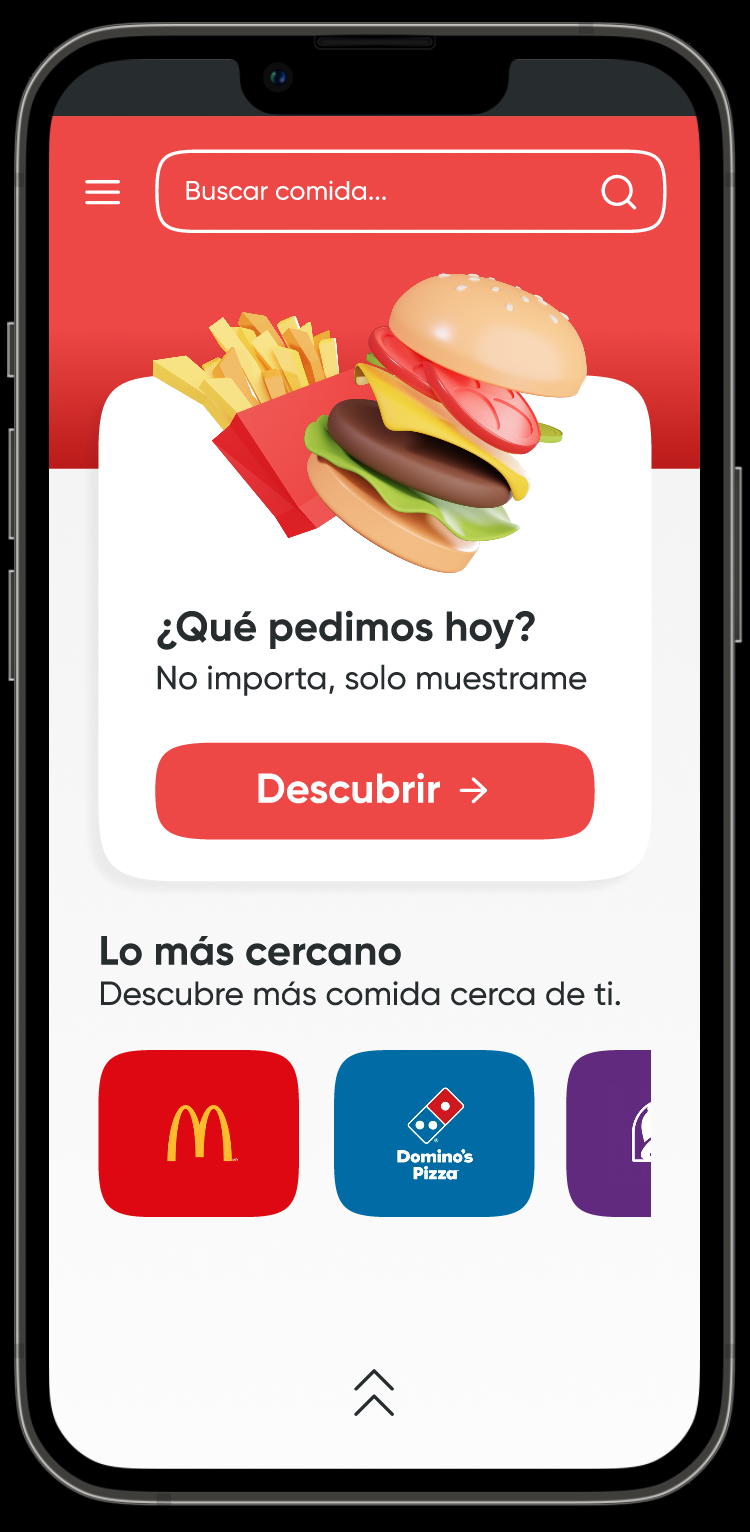 Buscar comida...
¿Qué pedimos hoy?
No importa, solo muestrame
Descubrir →
Lo más cercano
Descubre más comida cerca de ti.
Domino's
Pizza